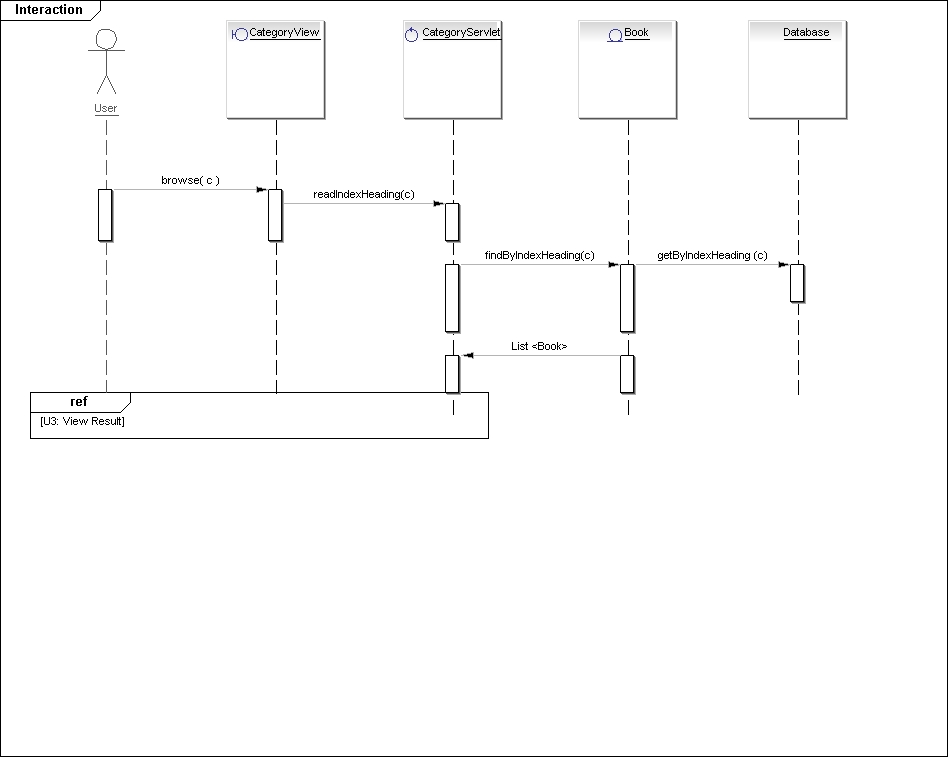 Interaction
CategoryView
CategoryServlet
Book
Database
User
browse( c )
readIndexHeading(c)
findByIndexHeading(c)
getByIndexHeading (c)
List <Book>
ref
[U3: View Result]